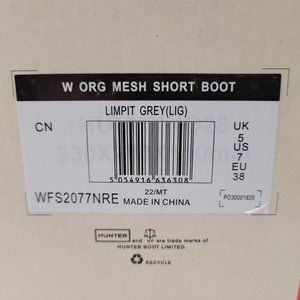 W ORG MESH SHORT BOOT
LIMPIT GREY(LIG)
CN
UK
5
US
7
EU
38
5 054916 636308
22/MT
WFS2077NRE
MADE IN CHINA
PO30001835
HUNTER and are trade marks of
HUNTER BOOT LIMITED.
RECYCLE